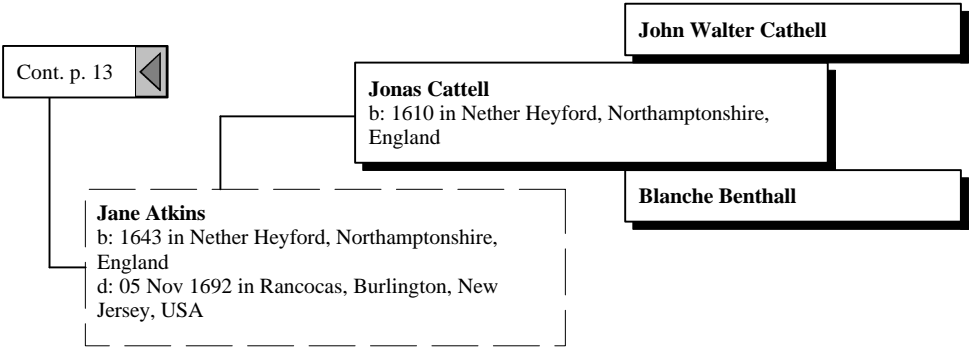 John Walter Cathell
Cont. p. 13
Jonas Cattell
b: 1610 in Nether Heyford, Northamptonshire,
England
Blanche Benthall
Jane Atkins
b: 1643 in Nether Heyford, Northamptonshire,
England
d: 05 Nov 1692 in Rancocas, Burlington, New
Jersey, USA